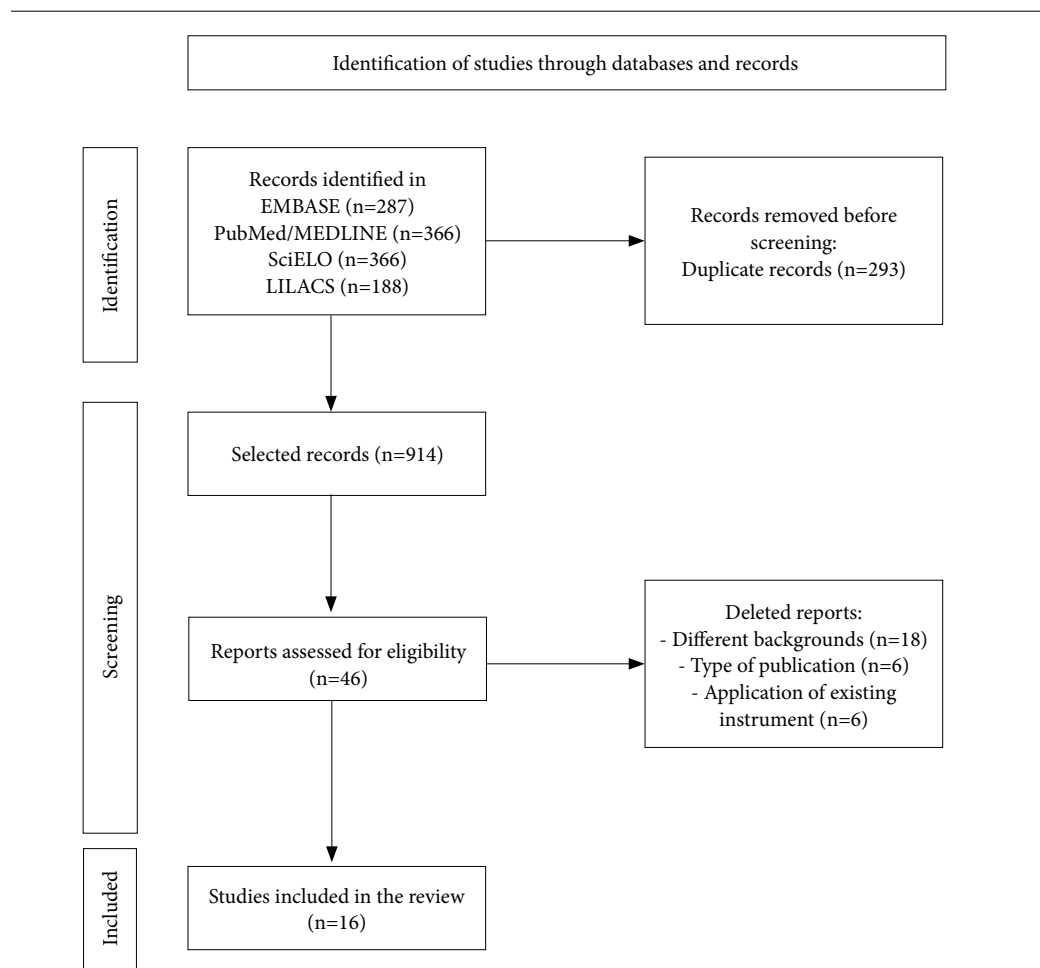 Identification of studies through databases and records
Identification
Records identified in
EMBASE (n=287)
PubMed/MEDLINE (n=366)
SciELO (n=366)
LILACS (n=188)
Records removed before
screening:
Duplicate records (n=293)
Screening
Selected records (n=914)
Reports assessed for eligibility
(n=46)
Deleted reports:
- Different backgrounds (n=18)
- Type of publication (n=6)
- Application of existing
instrument (n=6)
Included
Studies included in the review
(n=16)